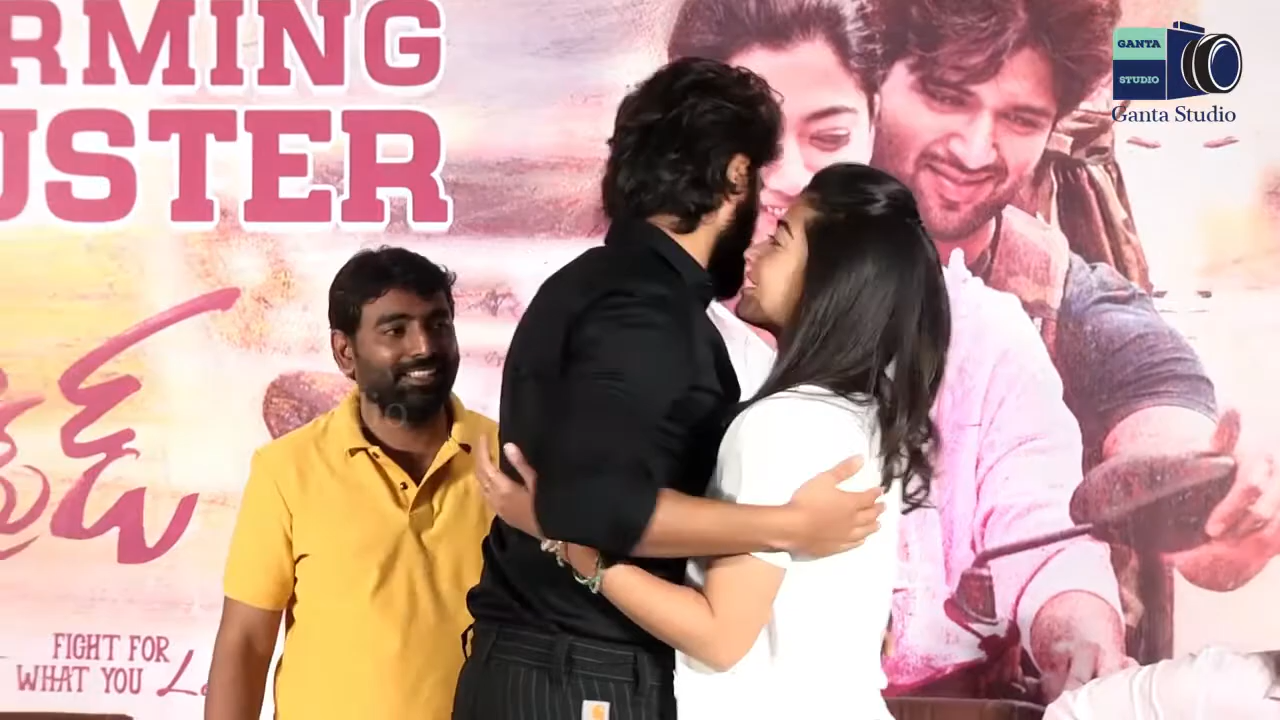 RMING
USTER
GANTA
STUDIO
Ganta Studio
FIGHT FOR
WHAT YOU